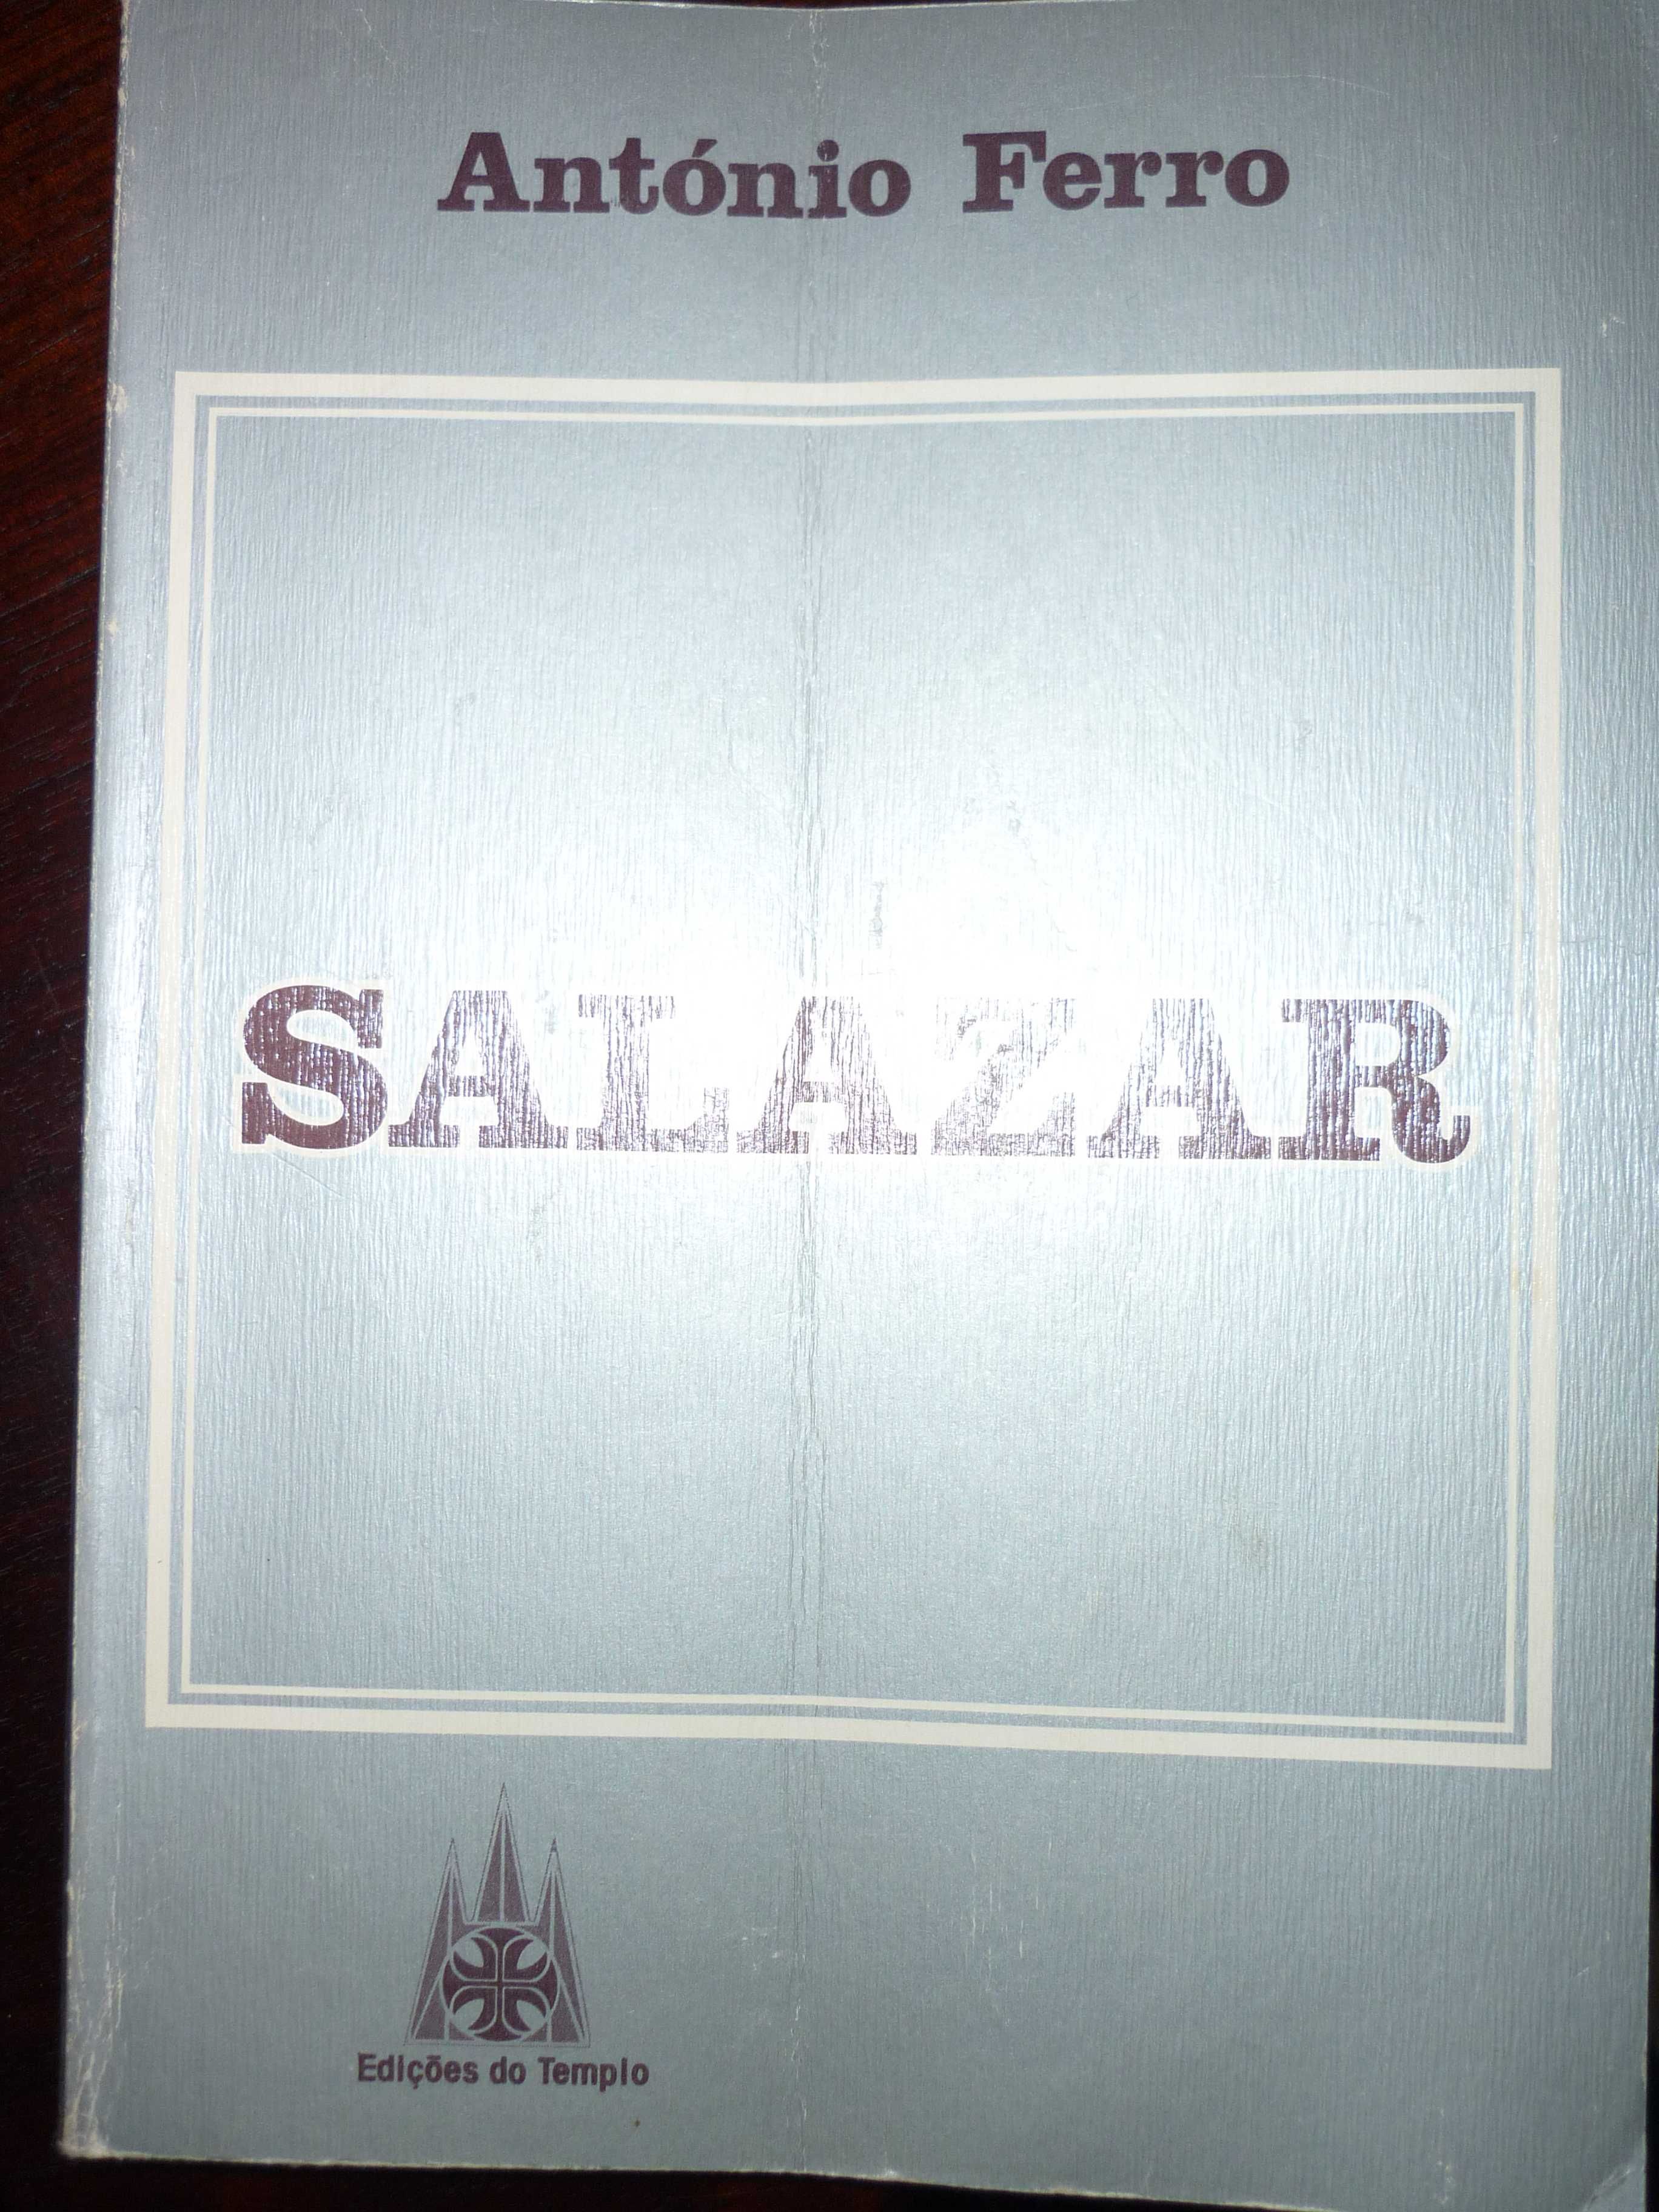 António Ferro
SALAZAR
Edições do Templo